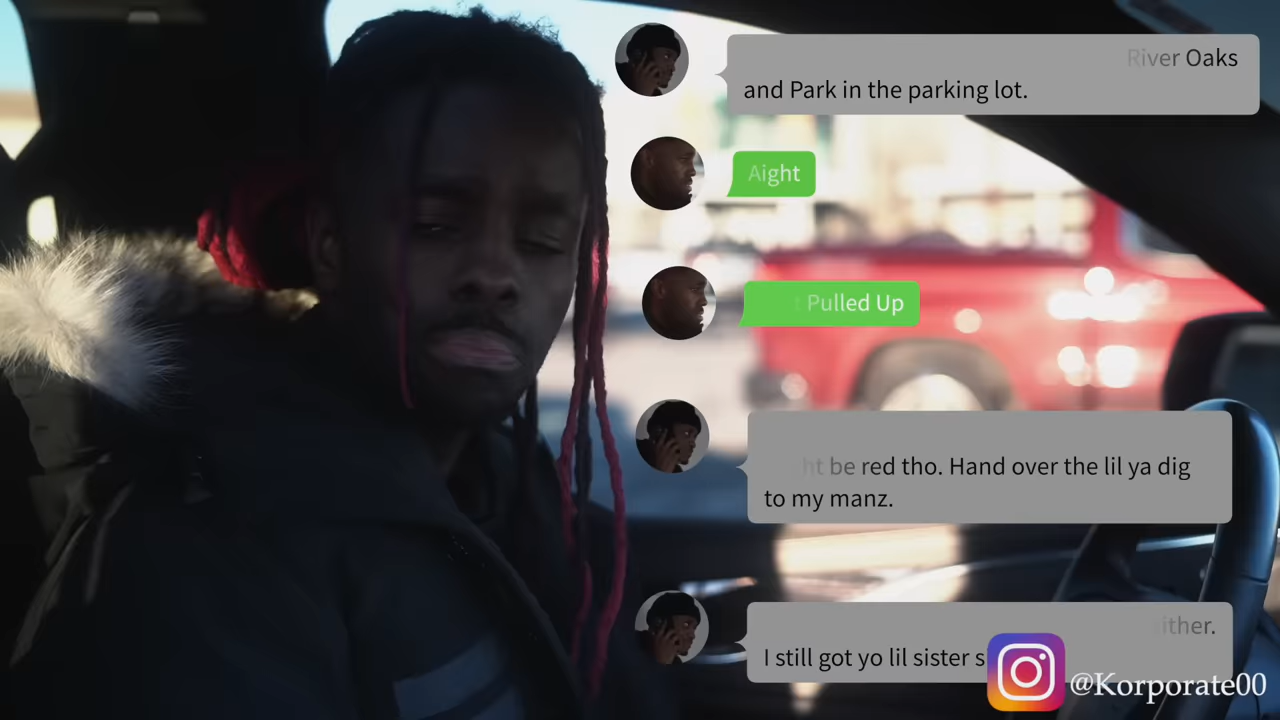 River Oaks
and Park in the parking lot.
Aight
Pulled Up
be red tho. Hand over the lil ya dig
to my manz.
I still got yo lil sister
@Korporate00